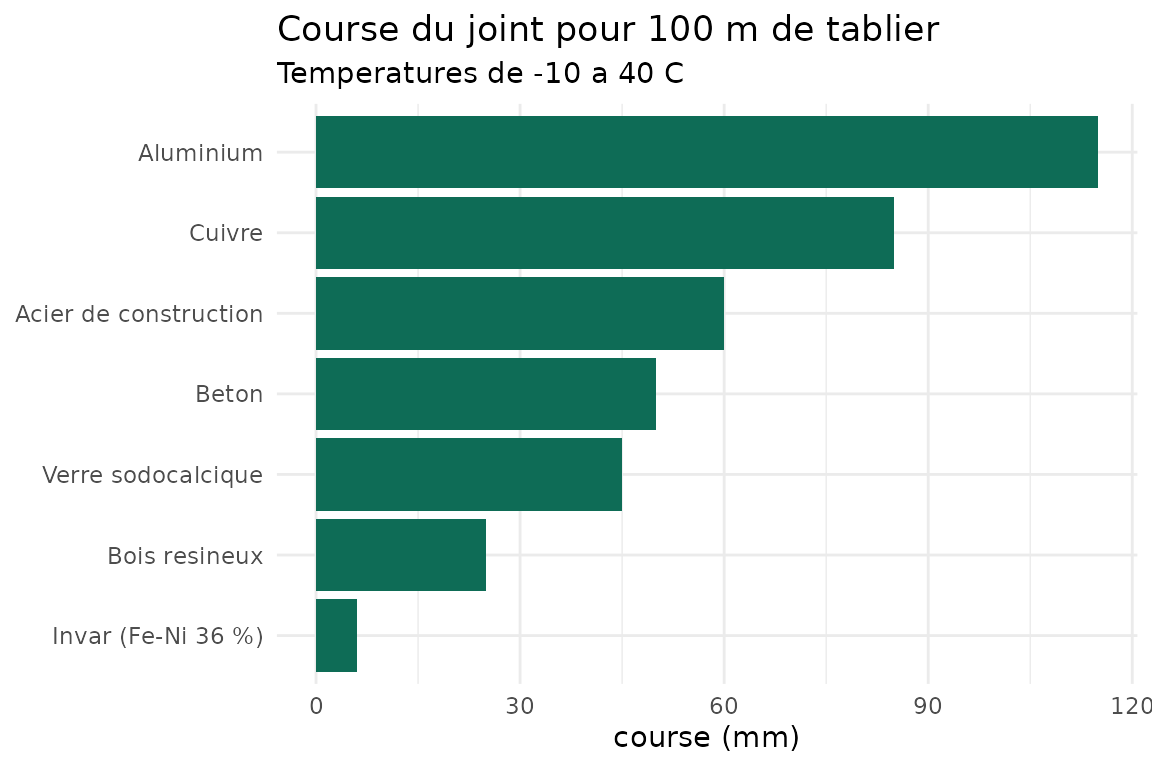 Course du joint pour 100 m de tablier
Temperatures de -10 a 40 C
Aluminium
Cuivre
Acier de construction
Beton
Verre sodocalcique
Bois resineux
Invar (Fe-Ni 36 %)
0 30 60 90 120
course (mm)